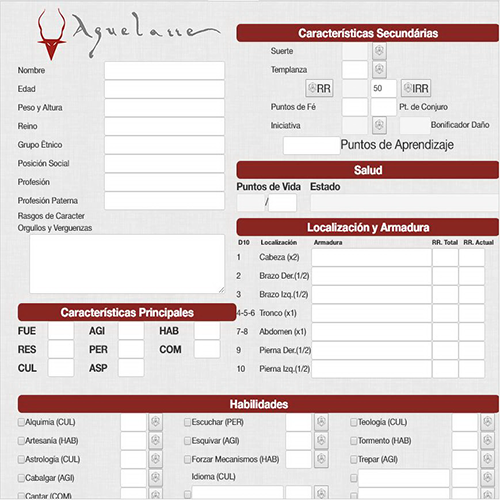 Aquelarre
Nombre
Edad
Peso y Altura
Reino
Grupo Étnico
Posición Social
Profesión
Profesión Paterna
Rasgos de Caracter
Orgullos y Verguenzas
Características Secundárias
Suerte
Templanza
RR 50 IRR
Puntos de Fé Pt. de Conjuro
Iniciativa Bonificador Daño
Puntos de Aprendizaje
Salud
Puntos de Vida Estado
/
Localización y Armadura
D10 Localización Armadura RR. Total RR. Actual
1 Cabeza (x2)
2 Brazo Der.(1/2)
3 Brazo Izq.(1/2)
4-5-6 Tronco (x1)
7-8 Abdomen (x1)
9 Pierna Der.(1/2)
10 Pierna Izq.(1/2)
Características Principales
FUE AGI HAB
RES PER COM
CUL ASP
Habilidades
Alquimia (CUL) Escuchar (PER) Teología (CUL)
Artesania (HAB) Esquivar (AGI) Tormento (HAB)
Astrología (CUL) Forzar Mecanismos (HAB) Trepar (AGI)
Cabalgar (AGI) Idioma (CUL)
Cantar (COM)